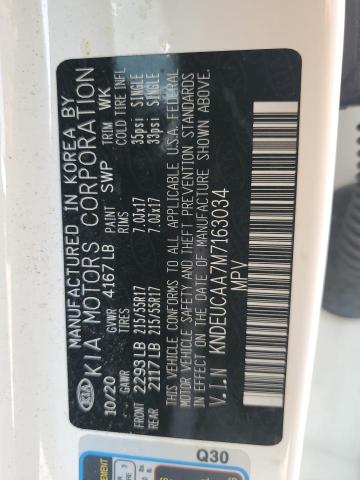 KIA MANUFACTURED IN KOREA BY
KIA MOTORS CORPORATION
10/20 GVWR 4167LB PAINT SWP TRIM WK
GAWR TIRES RIMS COLD TIRE INFL
FRONT 2293LB 215/55R17 7.0Jx17 33psi SINGLE
REAR 2117LB 215/55R17 7.0Jx17 33psi SINGLE
THIS VEHICLE CONFORMS TO ALL APPLICABLE U.S.A. FEDERAL
MOTOR VEHICLE SAFETY AND THEFT PREVENTION
STANDARDS IN EFFECT ON THE DATE OF MANUFACTURE SHOWN ABOVE.
V.I.N KNDEUCAA7M7163034
MPV
Q30